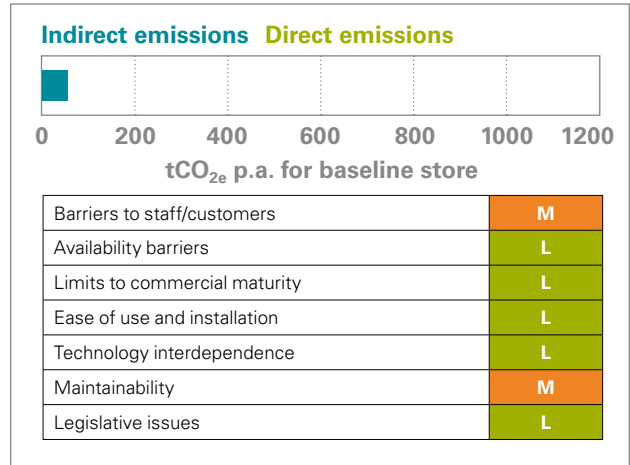 Indirect emissions Direct emissions
0 200 400 600 800 1000 1200
tCO2e p.a. for baseline store
Barriers to staff/customers M
Availability barriers L
Limits to commercial maturity L
Ease of use and installation L
Technology interdependence L
Maintainability M
Legislative issues L